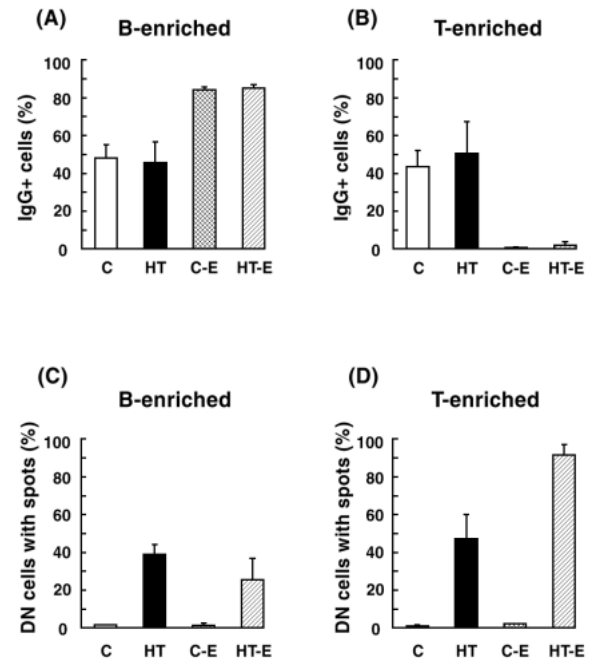 (A)
B-enriched
IgG+ cells (%)
100
80
60
40
20
0
C HT C-E HT-E
(B)
T-enriched
IgG+ cells (%)
100
80
60
40
20
0
C HT C-E HT-E
(C)
B-enriched
DN cells with spots (%)
100
80
60
40
20
0
C HT C-E HT-E
(D)
T-enriched
DN cells with spots (%)
100
80
60
40
20
0
C HT C-E HT-E